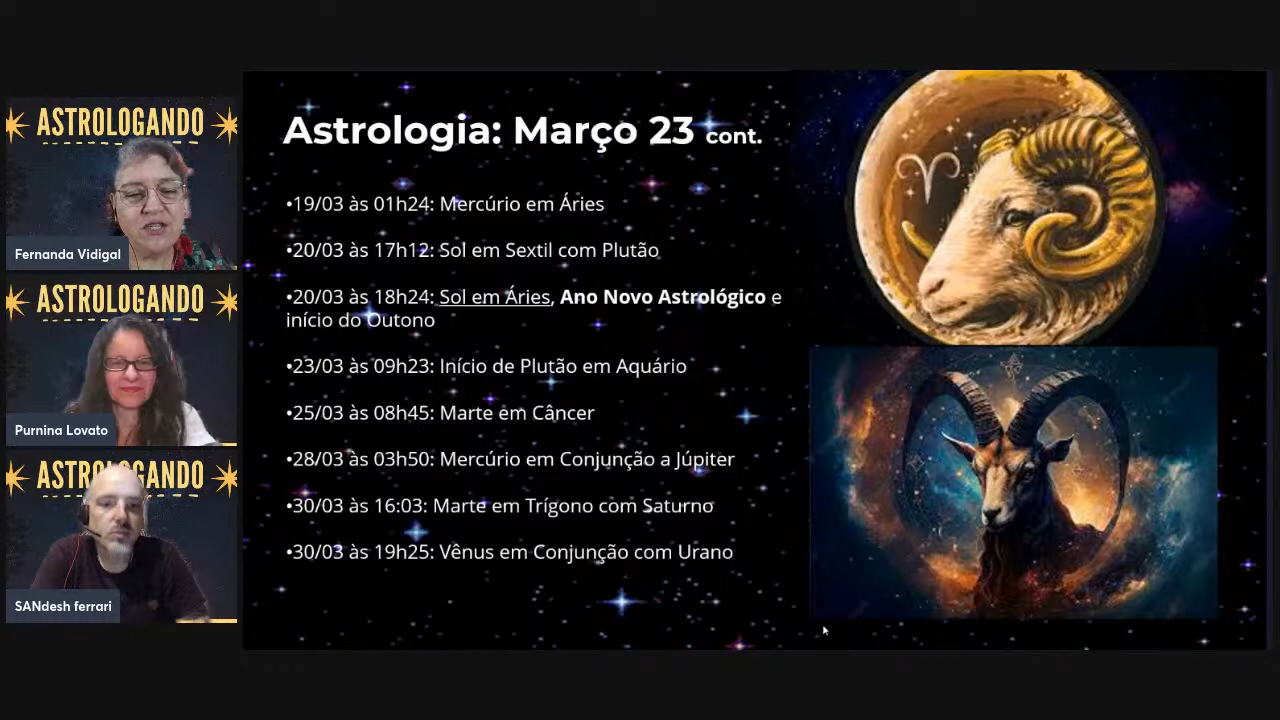 ASTROLOGANDO
Fernanda Vidigal
ASTROLOGANDO
Purnina Lovato
ASTROLOGANDO
SANdesh ferrari
Astrologia: Março 23 cont.
•19/03 às 01h24: Mercúrio em Áries
•20/03 às 17h12: Sol em Sextil com Plutão
•20/03 às 18h24: Sol em Áries, Ano Novo Astrológico e
início do Outono
•23/03 às 09h23: Início de Plutão em Aquário
•25/03 às 08h45: Marte em Câncer
•28/03 às 03h50: Mercúrio em Conjunção a Júpiter
•30/03 às 16:03: Marte em Trígono com Saturno
•30/03 às 19h25: Vênus em Conjunção com Urano